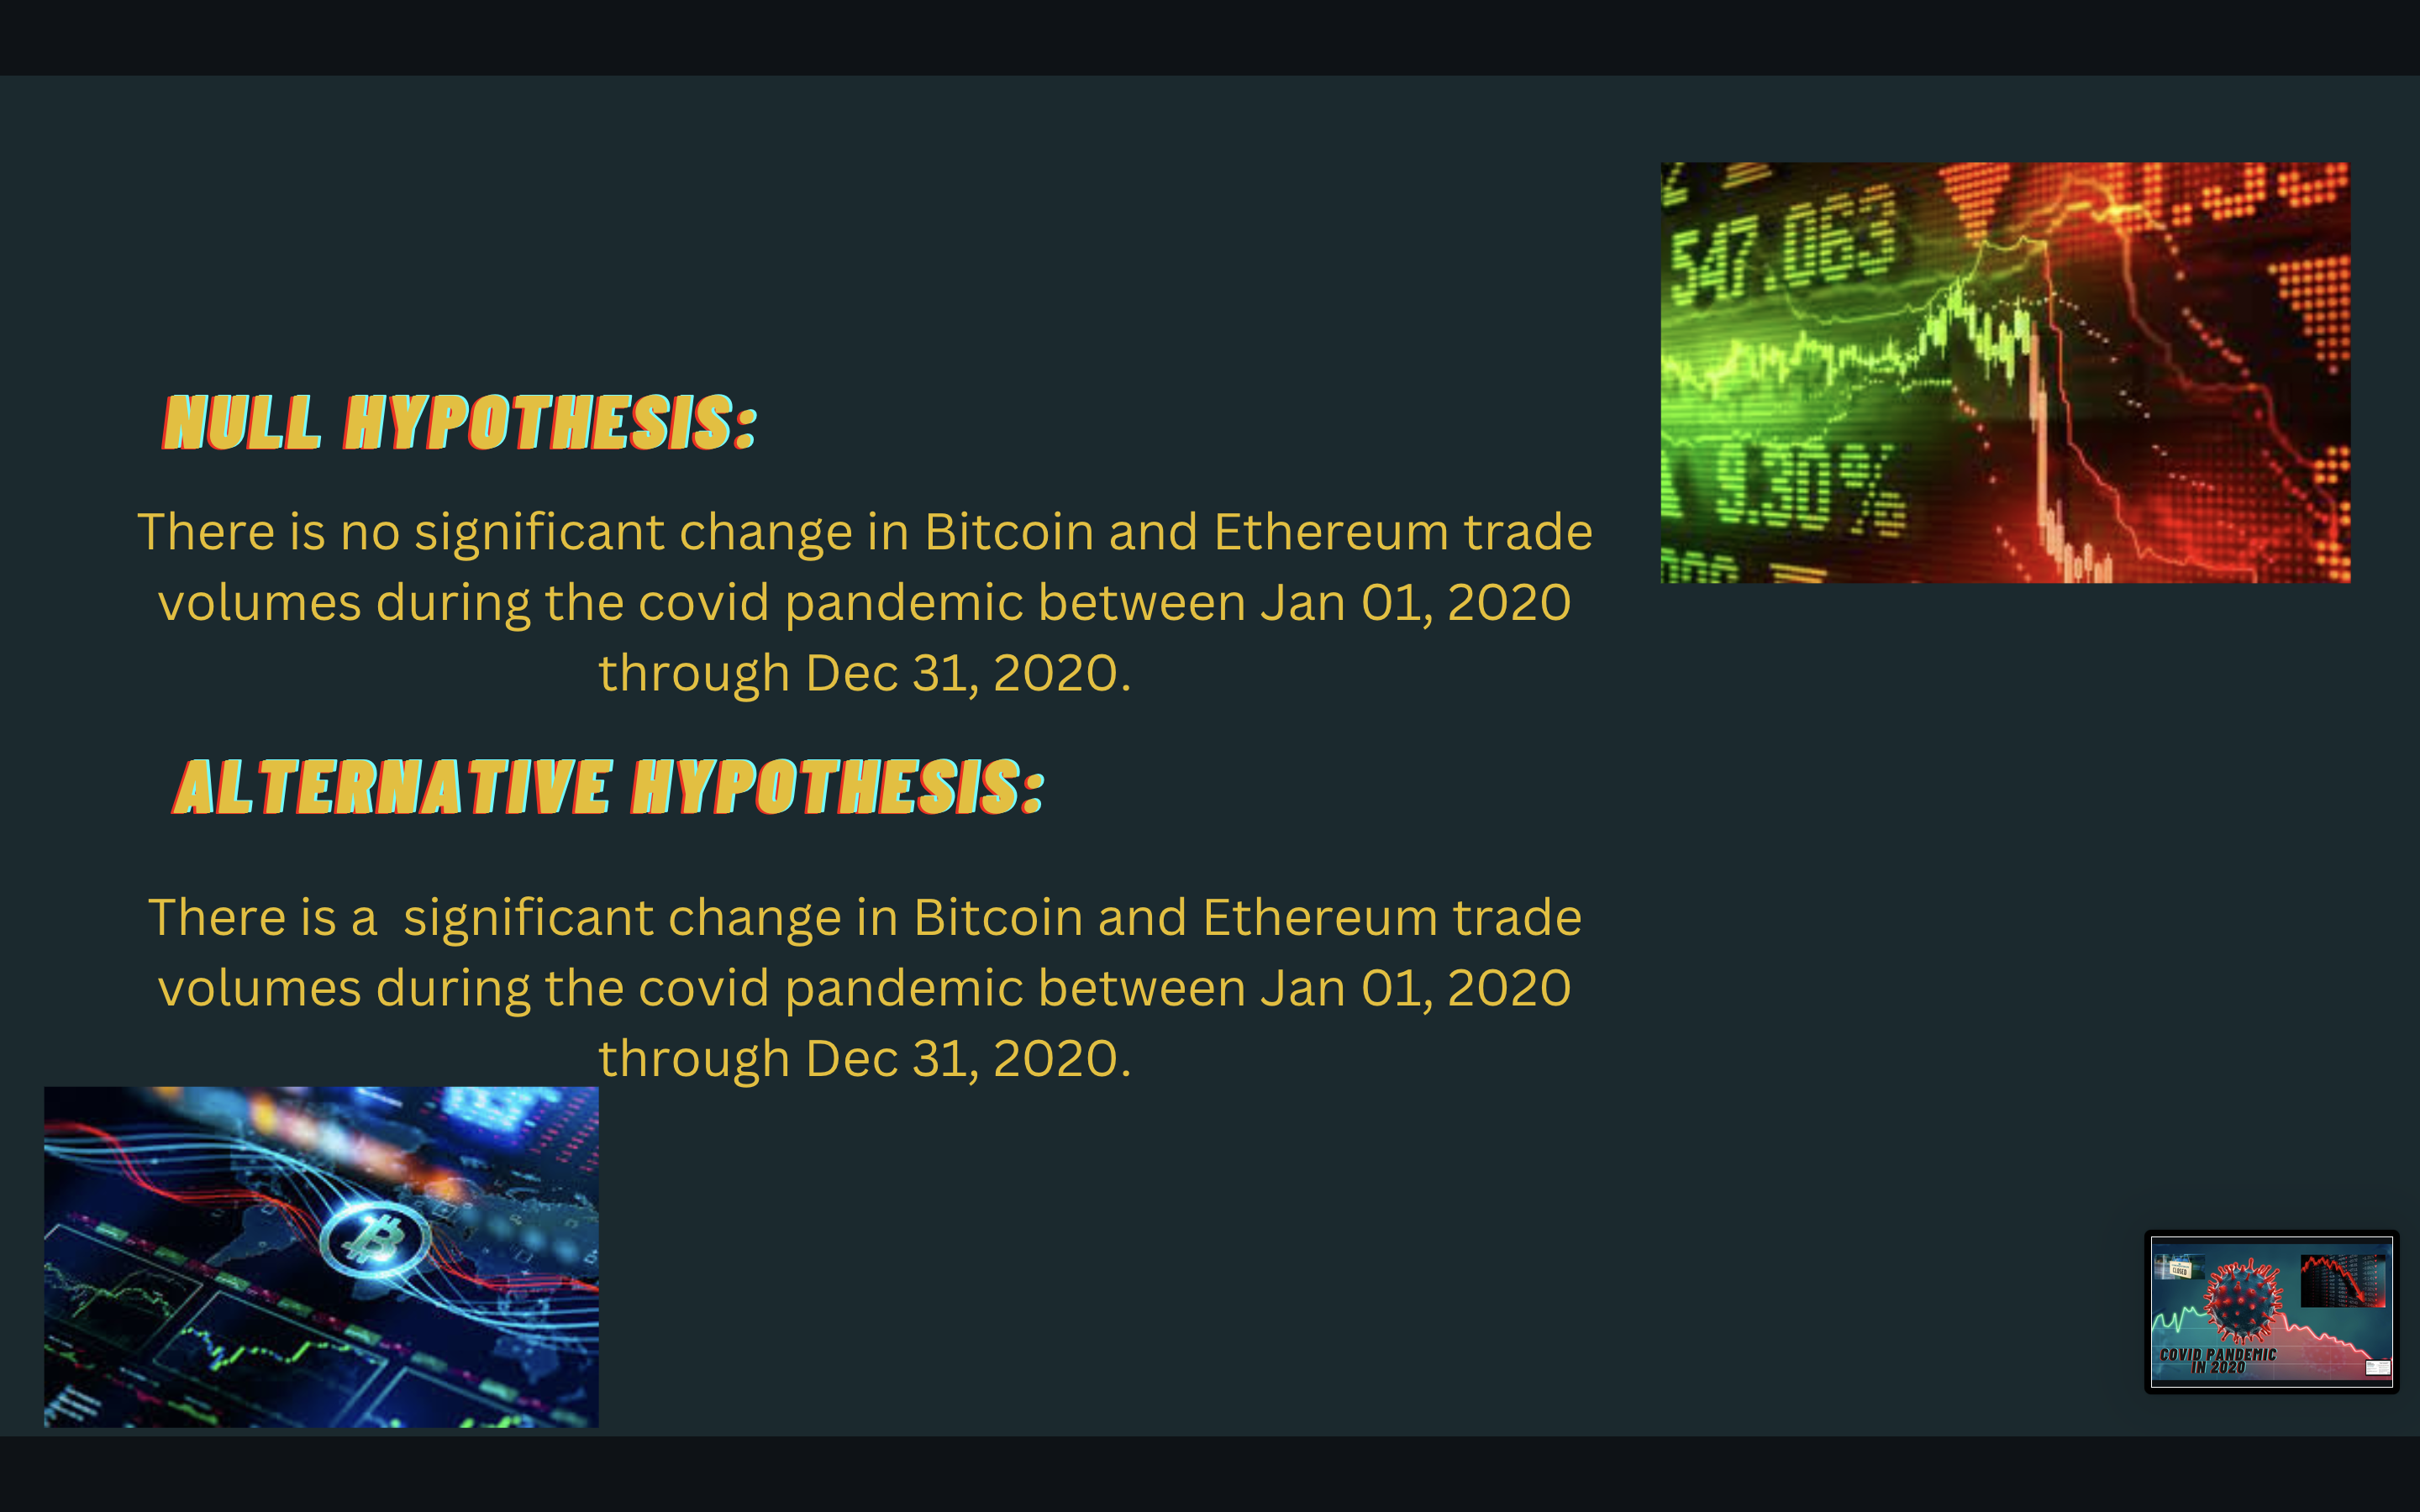 547.063
9.30%
NULL HYPOTHESIS:
There is no significant change in Bitcoin and Ethereum trade
volumes during the covid pandemic between Jan 01, 2020
through Dec 31, 2020.
ALTERNATIVE HYPOTHESIS:
There is a  significant change in Bitcoin and Ethereum trade
volumes during the covid pandemic between Jan 01, 2020
through Dec 31, 2020.
CLOSED
COVID PANDEMIC
IN 2020